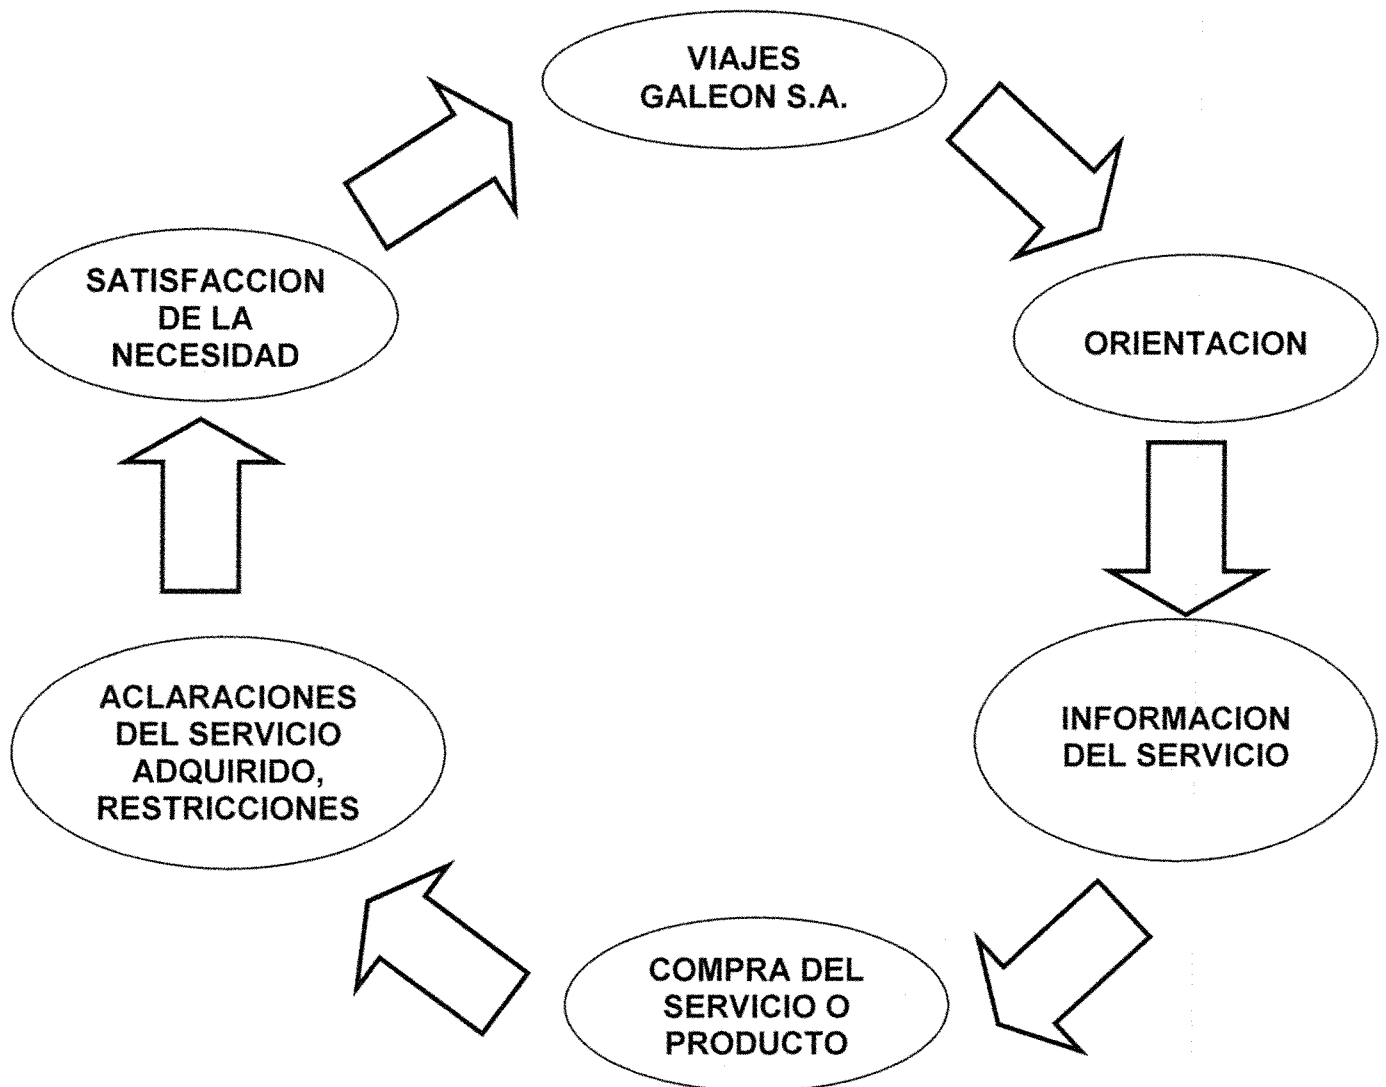 VIAJES
GALEON S.A.
ORIENTACION
INFORMACION
DEL SERVICIO
COMPRA DEL
SERVICIO O
PRODUCTO
ACLARACIONES
DEL SERVICIO
ADQUIRIDO,
RESTRICCIONES
SATISFACCION
DE LA
NECESIDAD